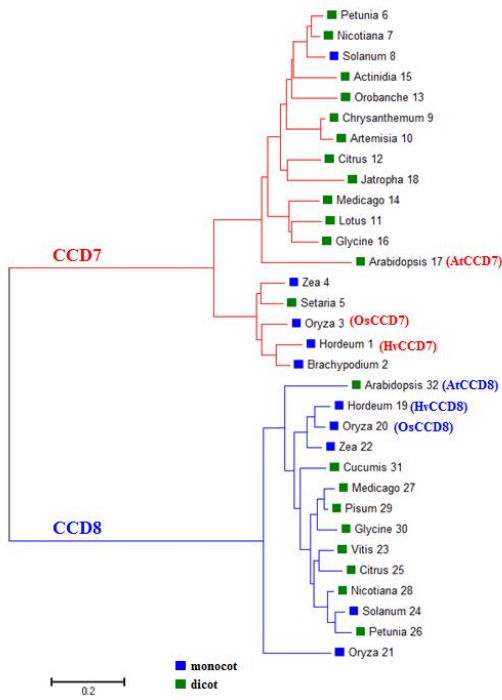 Petunia 6
Nicotiana 7
Solanum 8
Actinidia 15
Orobanche 13
Chrysanthemum 9
Artemisia 10
Citrus 12
Jatropha 18
Medicago 14
Lotus 11
Glycine 16
Arabidopsis 17 (AtCCD7)
CCD7
Zea 4
Setaria 5
Oryza 3 (OsCCD7)
Hordeum 1 (HvCCD7)
Brachypodium 2
Arabidopsis 32 (AtCCD8)
Hordeum 19 (HvCCD8)
Oryza 20 (OsCCD8)
Zea 22
Cucumis 31
Medicago 27
Pisum 29
Glycine 30
CCD8
Vitis 23
Citrus 25
Nicotiana 28
Solanum 24
Petunia 26
Oryza 21
monocot
dicot
0.2